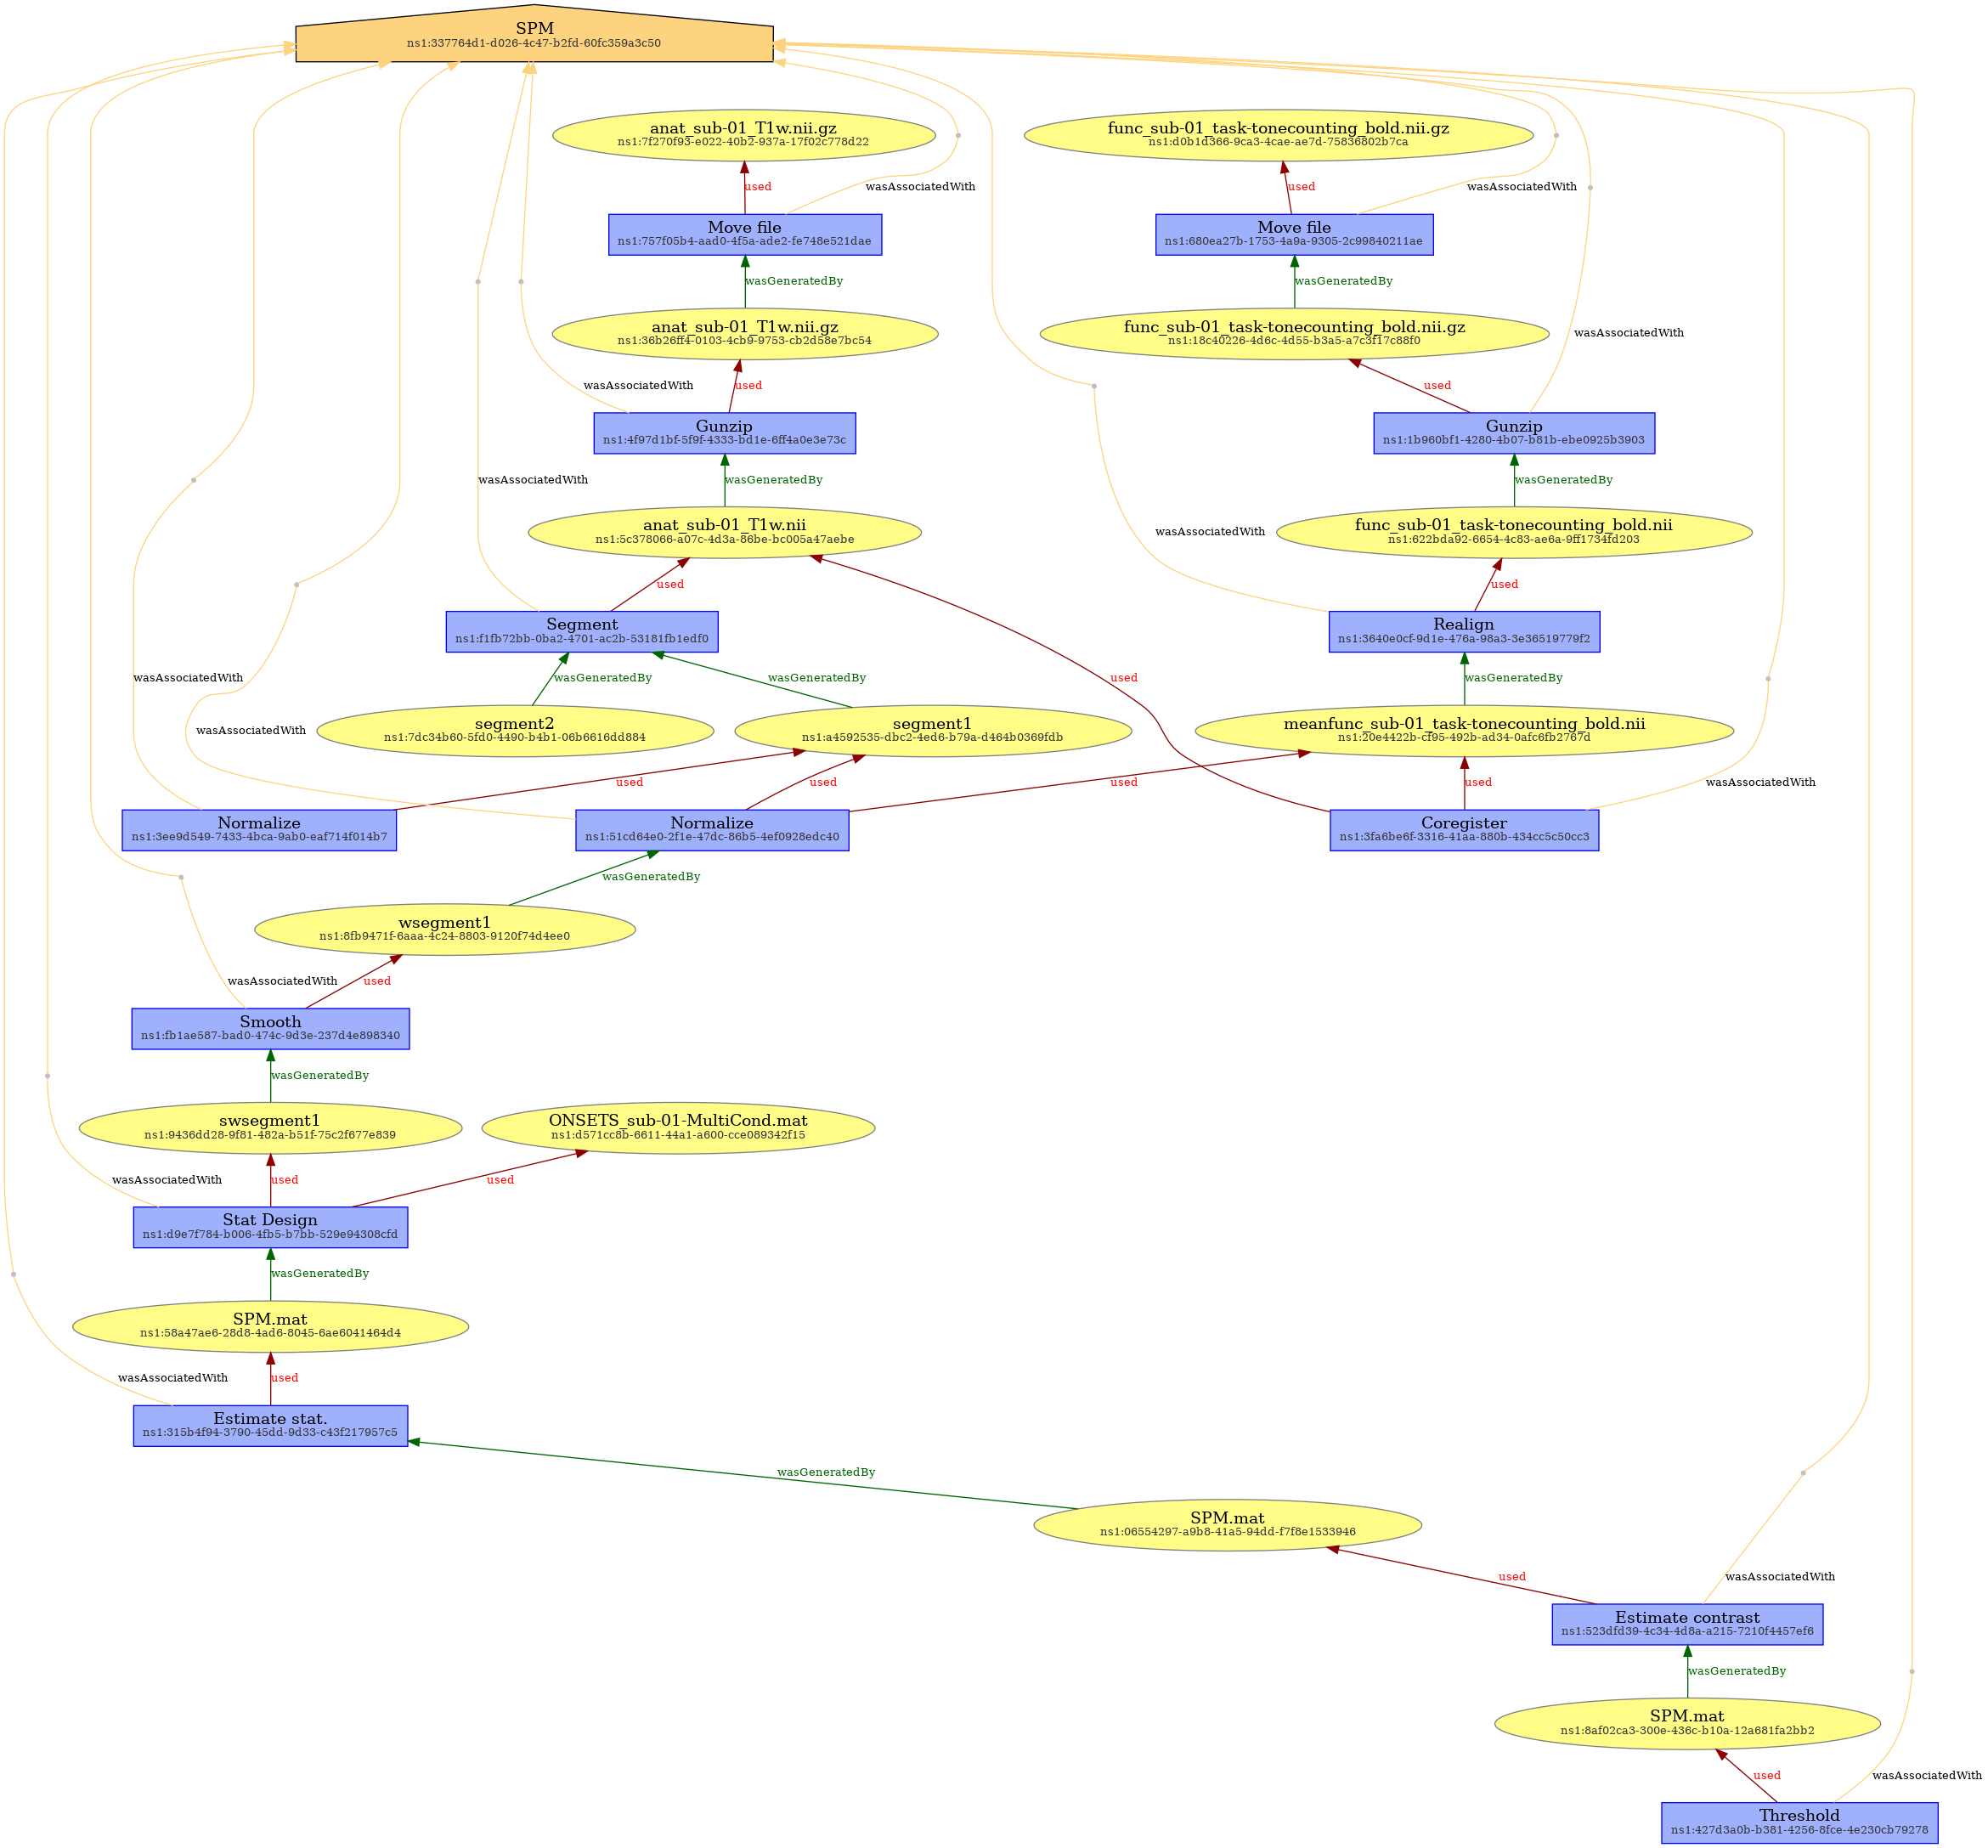 SPM
ns1:337764d1-d026-4c47-b2fd-60fc359a3c50
anat_sub-01_T1w.nii.gz
ns1:7f270f93-e022-40b2-937a-17f02c778d22
func_sub-01_task-tonecounting_bold.nii.gz
ns1:d0b1d366-9ca3-4cae-ae7d-75836802b7ca
used
wasAssociatedWith
used
wasAssociatedWith
Move file
ns1:757f05b4-aad0-4f5a-ade2-fe748e521dae
Move file
ns1:680ea27b-1753-4a9a-9305-2c99840211ae
wasGeneratedBy
wasGeneratedBy
anat_sub-01_T1w.nii.gz
ns1:36b26ff4-0103-4cb9-9753-cb2d58e7bc54
func_sub-01_task-tonecounting_bold.nii.gz
ns1:18c40226-4d6c-4d55-b3a5-a7c3f17c88f0
wasAssociatedWith
wasAssociatedWith
used
used
Gunzip
ns1:4f97d1bf-5f9f-4333-bd1e-6ff4a0e3e73c
Gunzip
ns1:1b960bf1-4280-4b07-b81b-ebe0925b3903
wasAssociatedWith
wasGeneratedBy
wasGeneratedBy
anat_sub-01_T1w.nii
ns1:5c378066-a07c-4d3a-86be-bc005a47aebe
wasAssociatedWith
func_sub-01_task-tonecounting_bold.nii
ns1:622bda92-6654-4c83-ae6a-9ff1734fd203
used
used
Segment
ns1:f1fb72bb-0ba2-4701-ac2b-53181fb1edf0
Realign
ns1:3640e0cf-9d1e-476a-98a3-3e36519779f2
wasAssociatedWith
wasGeneratedBy
wasGeneratedBy
used
wasGeneratedBy
wasAssociatedWith
segment2
ns1:7dc34b60-5fd0-4490-b4b1-06b6616dd884
segment1
ns1:a4592535-dbc2-4ed6-b79a-d464b0369fdb
meanfunc_sub-01_task-tonecounting_bold.nii
ns1:20e4422b-cf95-492b-ad34-0afc6fb2767d
used
used
used
used
wasAssociatedWith
Normalize
ns1:3ee9d549-7433-4bca-9ab0-eaf714f014b7
Normalize
ns1:51cd64e0-2f1e-47dc-86b5-4ef0928edc40
Coregister
ns1:3fa6be6f-3316-41aa-880b-434cc5c50cc3
wasGeneratedBy
wsegment1
ns1:8fb9471f-6aaa-4c24-8803-9120f74d4ee0
wasAssociatedWith
used
Smooth
ns1:fb1ae587-bad0-474c-9d3e-237d4e898340
wasGeneratedBy
swsegment1
ns1:9436dd28-9f81-482a-b51f-75c2f677e839
ONSETS_sub-01-MultiCond.mat
ns1:d571cc8b-6611-44a1-a600-cce089342f15
wasAssociatedWith
used
used
Stat Design
ns1:d9e7f784-b006-4fb5-b7bb-529e94308cfd
wasGeneratedBy
SPM.mat
ns1:58a47ae6-28d8-4ad6-8045-6ae6041464d4
wasAssociatedWith
used
Estimate stat.
ns1:315b4f94-3790-45dd-9d33-c43f217957c5
wasGeneratedBy
SPM.mat
ns1:06554297-a9b8-41a5-94dd-f7f8e1533946
used
wasAssociatedWith
Estimate contrast
ns1:523dfd39-4c34-4d8a-a215-7210f4457ef6
wasGeneratedBy
SPM.mat
ns1:8af02ca3-300e-436c-b10a-12a681fa2bb2
used
wasAssociatedWith
Threshold
ns1:427d3a0b-b381-4256-8fce-4e230cb79278